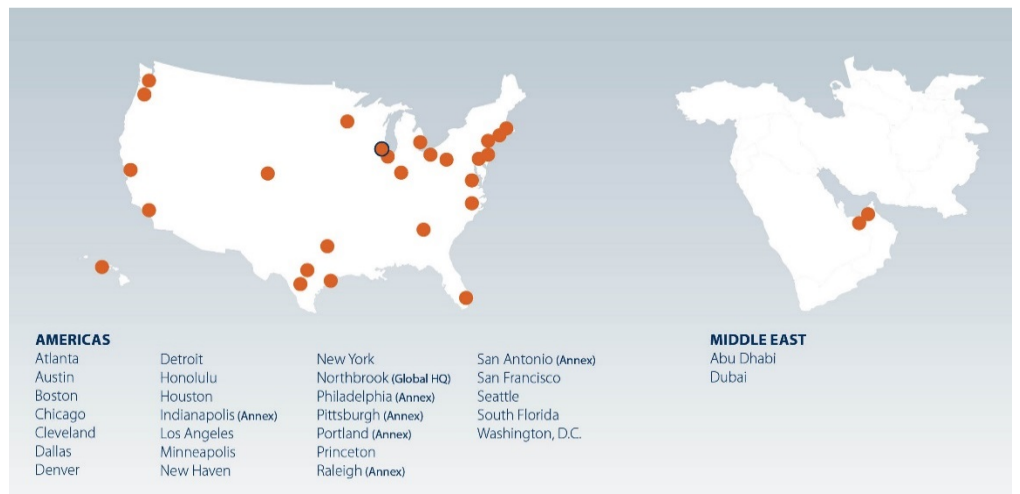 AMERICAS
Atlanta
Austin
Boston
Chicago
Cleveland
Dallas
Denver
Detroit
Honolulu
Houston
Indianapolis (Annex)
Los Angeles
Minneapolis
New Haven
New York
Northbrook (Global HQ)
Philadelphia (Annex)
Pittsburgh (Annex)
Portland (Annex)
Princeton
Raleigh (Annex)
San Antonio (Annex)
San Francisco
Seattle
South Florida
Washington, D.C.
MIDDLE EAST
Abu Dhabi
Dubai